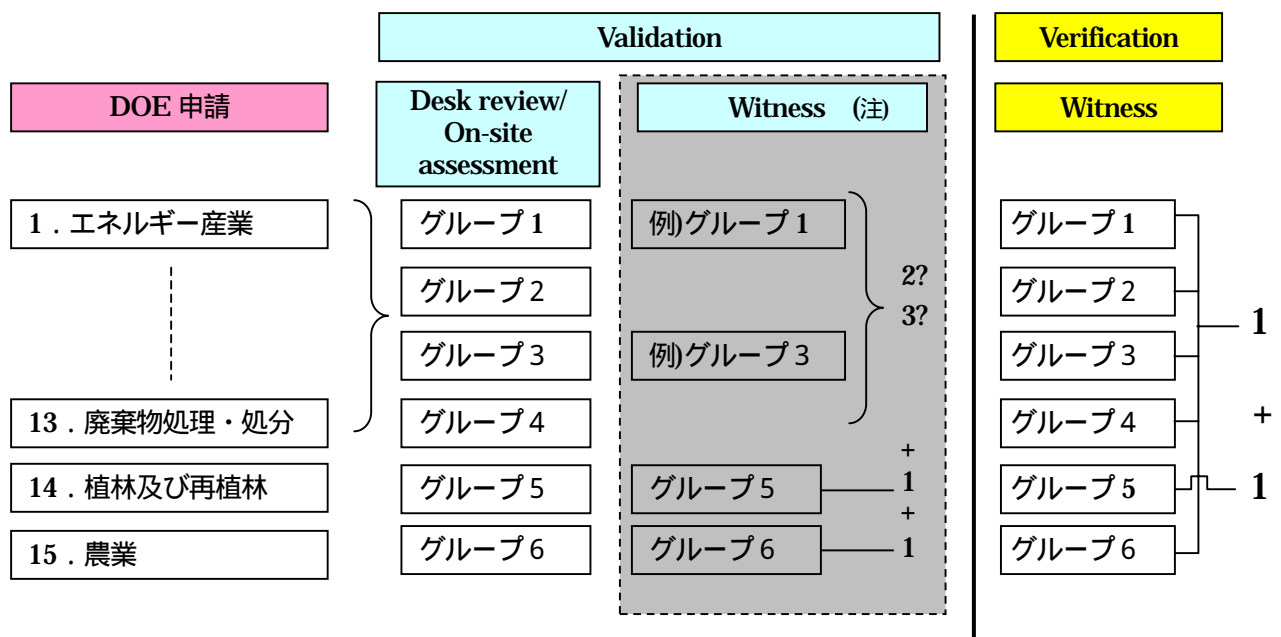 Validation
Verification
DOE 申請
Desk review/
On-site
assessment
Witness (注)
Witness
1．エネルギー産業
グループ 1
例)グループ 1
グループ 1
グループ 2
2?
グループ 2
3?
1
グループ 3
例)グループ 3
グループ 3
13．廃棄物処理・処分
グループ 4
グループ 4
+
+
14．植林及び再植林
グループ 5
グループ 5
1
グループ 5
1
+
15．農業
グループ 6
グループ 6
1
グループ 6